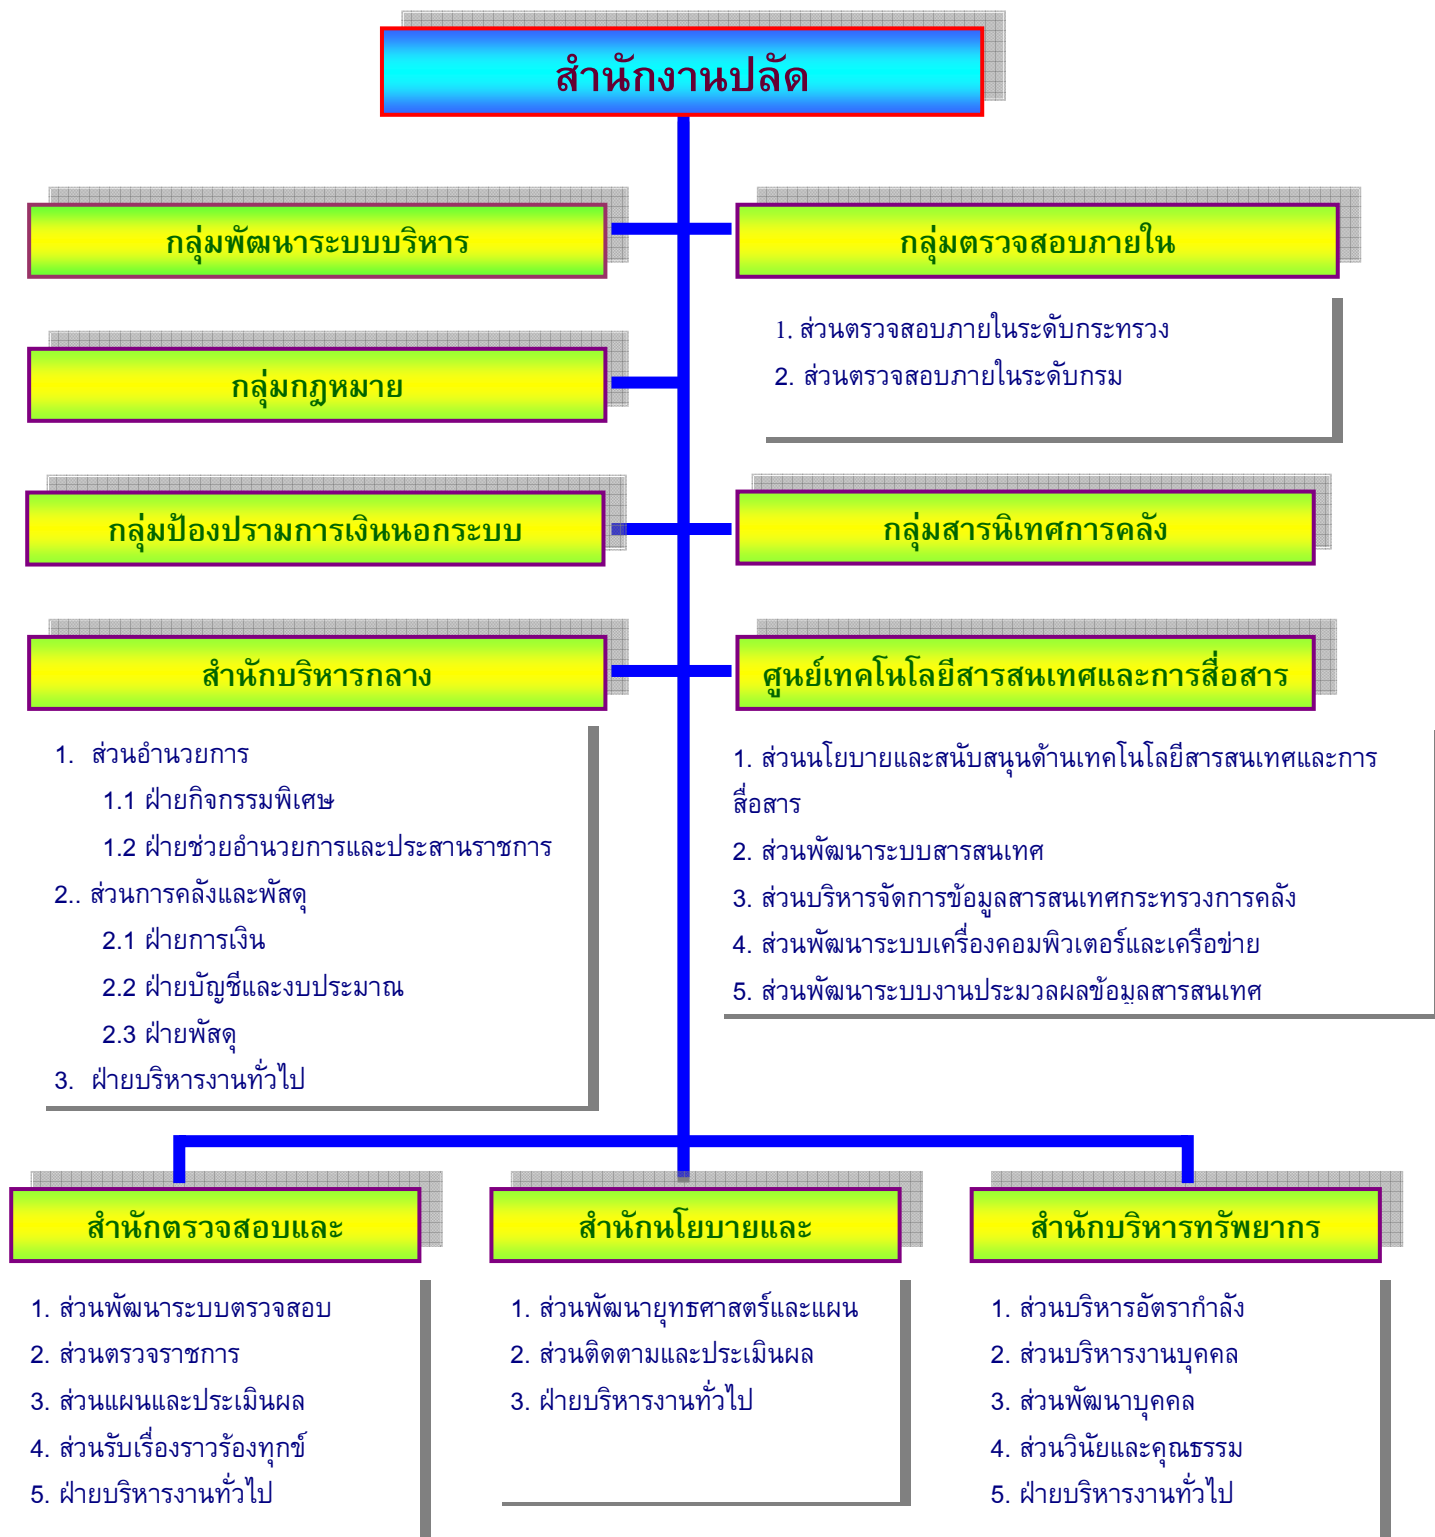 สำนักงานปลัด
กลุ่มพัฒนาระบบบริหาร
กลุ่มตรวจสอบภายใน
1. ส่วนตรวจสอบภายในระดับกระทรวง
2. ส่วนตรวจสอบภายในระดับกรม
กลุ่มกฎหมาย
กลุ่มป้องปรามการเงินนอกระบบ
กลุ่มสารนิเทศการคลัง
สำนักบริหารกลาง
1. ส่วนอำนวยการ
1.1 ฝ่ายกิจกรรมพิเศษ
1.2 ฝ่ายช่วยอำนวยการและประสานราชการ
2.. ส่วนการคลังและพัสดุ
2.1 ฝ่ายการเงิน
2.2 ฝ่ายบัญชีและงบประมาณ
2.3 ฝ่ายพัสดุ
3. ฝ่ายบริหารงานทั่วไป
ศูนย์เทคโนโลยีสารสนเทศและการสื่อสาร
1. ส่วนนโยบายและสนับสนุนด้านเทคโนโลยีสารสนเทศและการ
สื่อสาร
2. ส่วนพัฒนาระบบสารสนเทศ
3. ส่วนบริหารจัดการข้อมูลสารสนเทศกระทรวงการคลัง
4. ส่วนพัฒนาระบบเครื่องคอมพิวเตอร์และเครือข่าย
5. ส่วนพัฒนาระบบงานประมวลผลข้อมูลสารสนเทศ
สำนักตรวจสอบและ
1. ส่วนพัฒนาระบบตรวจสอบ
2. ส่วนตรวจราชการ
3. ส่วนแผนและประเมินผล
4. ส่วนรับเรื่องราวร้องทุกข์
5. ฝ่ายบริหารงานทั่วไป
สำนักนโยบายและ
1. ส่วนพัฒนายุทธศาสตร์และแผน
2. ส่วนติดตามและประเมินผล
3. ฝ่ายบริหารงานทั่วไป
สำนักบริหารทรัพยากร
1. ส่วนบริหารอัตรากำลัง
2. ส่วนบริหารงานบุคคล
3. ส่วนพัฒนาบุคคล
4. ส่วนวินัยและคุณธรรม
5. ฝ่ายบริหารงานทั่วไป